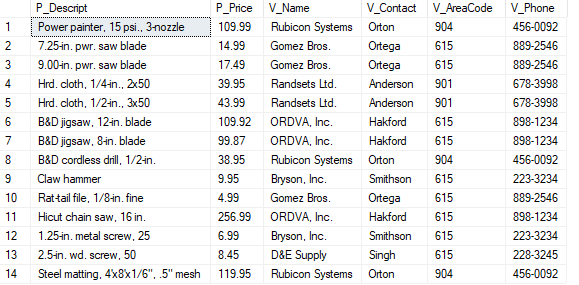 P_Descript P_Price V_Name V_Contact V_AreaCode V_Phone
1 Power painter, 15 psi., 3-nozzle 109.99 Rubicon Systems Orton 904 456-0092
2 7.25-in. pwr. saw blade 14.99 Gomez Bros. Ortega 615 889-2546
3 9.00-in. pwr. saw blade 17.49 Gomez Bros. Ortega 615 889-2546
4 Hrd. cloth, 1/4-in., 2x50 39.95 Randsets Ltd. Anderson 901 678-3998
5 Hrd. cloth, 1/2-in., 3x50 43.99 Randsets Ltd. Anderson 901 678-3998
6 B&D jigsaw, 12-in. blade 109.92 ORDVA, Inc. Hakford 615 898-1234
7 B&D jigsaw, 8-in. blade 99.87 ORDVA, Inc. Hakford 615 898-1234
8 B&D cordless drill, 1/2-in. 38.95 Rubicon Systems Orton 904 456-0092
9 Claw hammer 9.95 Bryson, Inc. Smithson 615 223-3234
10 Rat-tail file, 1/8-in. fine 4.99 Gomez Bros. Ortega 615 889-2546
11 Hicut chain saw, 16 in. 256.99 ORDVA, Inc. Hakford 615 898-1234
12 1.25-in. metal screw, 25 6.99 Bryson, Inc. Smithson 615 223-3234
13 2.5-in. wd. screw, 50 8.45 D&E Supply Singh 615 228-3245
14 Steel matting, 4'x8'x1/6", .5" mesh 119.95 Rubicon Systems Orton 904 456-0092